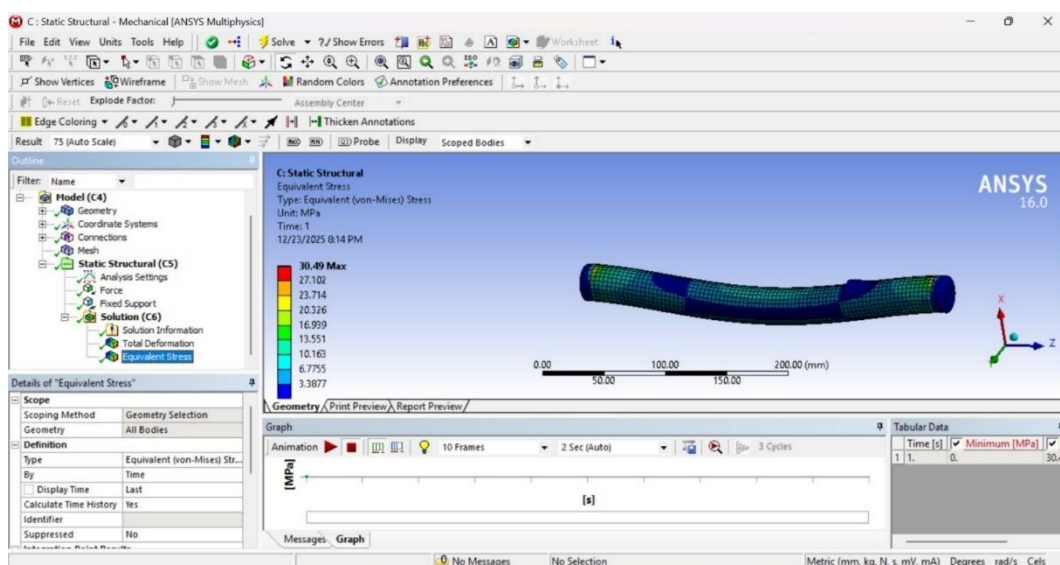 C : Static Structural - Mechanical [ANSYS Multiphysics]
File Edit View Units Tools Help Solve ?/ Show Errors Worksheet
Show Vertices Wireframe Show Mesh Random Colors Annotation Preferences
Reset Explode Factor: Assembly Center
Edge Coloring Thicken Annotations
Result 75 (Auto Scale) Probe Display Scoped Bodies
Outline
Filter: Name
Model (C4)
Geometry
Coordinate Systems
Connections
Mesh
Static Structural (C5)
Analysis Settings
Force
Fixed Support
Solution (C6)
Solution Information
Total Deformation
Equivalent Stress
Details of "Equivalent Stress"
Scope
Scoping Method Geometry Selection
Geometry All Bodies
Definition
Type Equivalent (von-Mises) Str...
By Time
Display Time Last
Calculate Time History Yes
Identifier
Suppressed No
Integration Point Results
C: Static Structural
Equivalent Stress
Type: Equivalent (von-Mises) Stress
Unit: MPa
Time: 1
12/23/2025 8:14 PM
30.49 Max
27.102
23.714
20.326
16.939
13.551
10.163
6.7755
3.3877
ANSYS
16.0
X
Z
0.00 100.00 200.00 (mm)
50.00 150.00
Geometry Print Preview Report Preview
Graph
Animation 10 Frames 2 Sec (Auto) 3 Cycles
[MPa]
[s]
Messages Graph
Tabular Data
Time [s] Minimum [MPa]
1 1. 0. 30.4
No Messages No Selection Metric (mm, kg, N, s, mV, mA) Degrees rad/s Cels